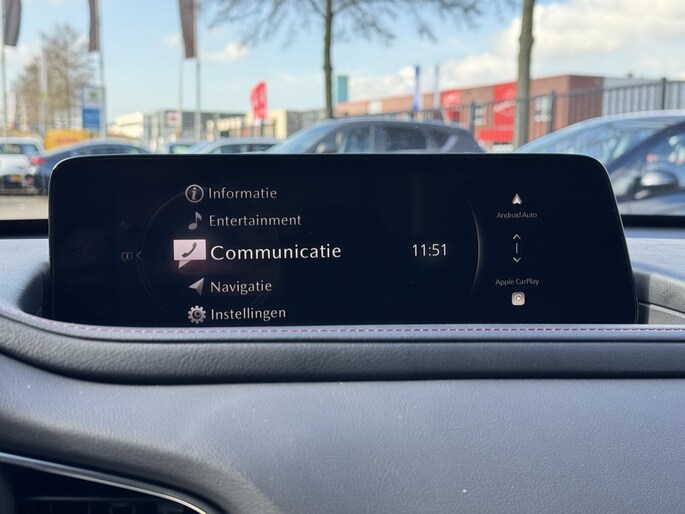 Informatie
Entertainment
Communicatie
11:51
Navigatie
Instellingen
Android Auto
Apple CarPlay